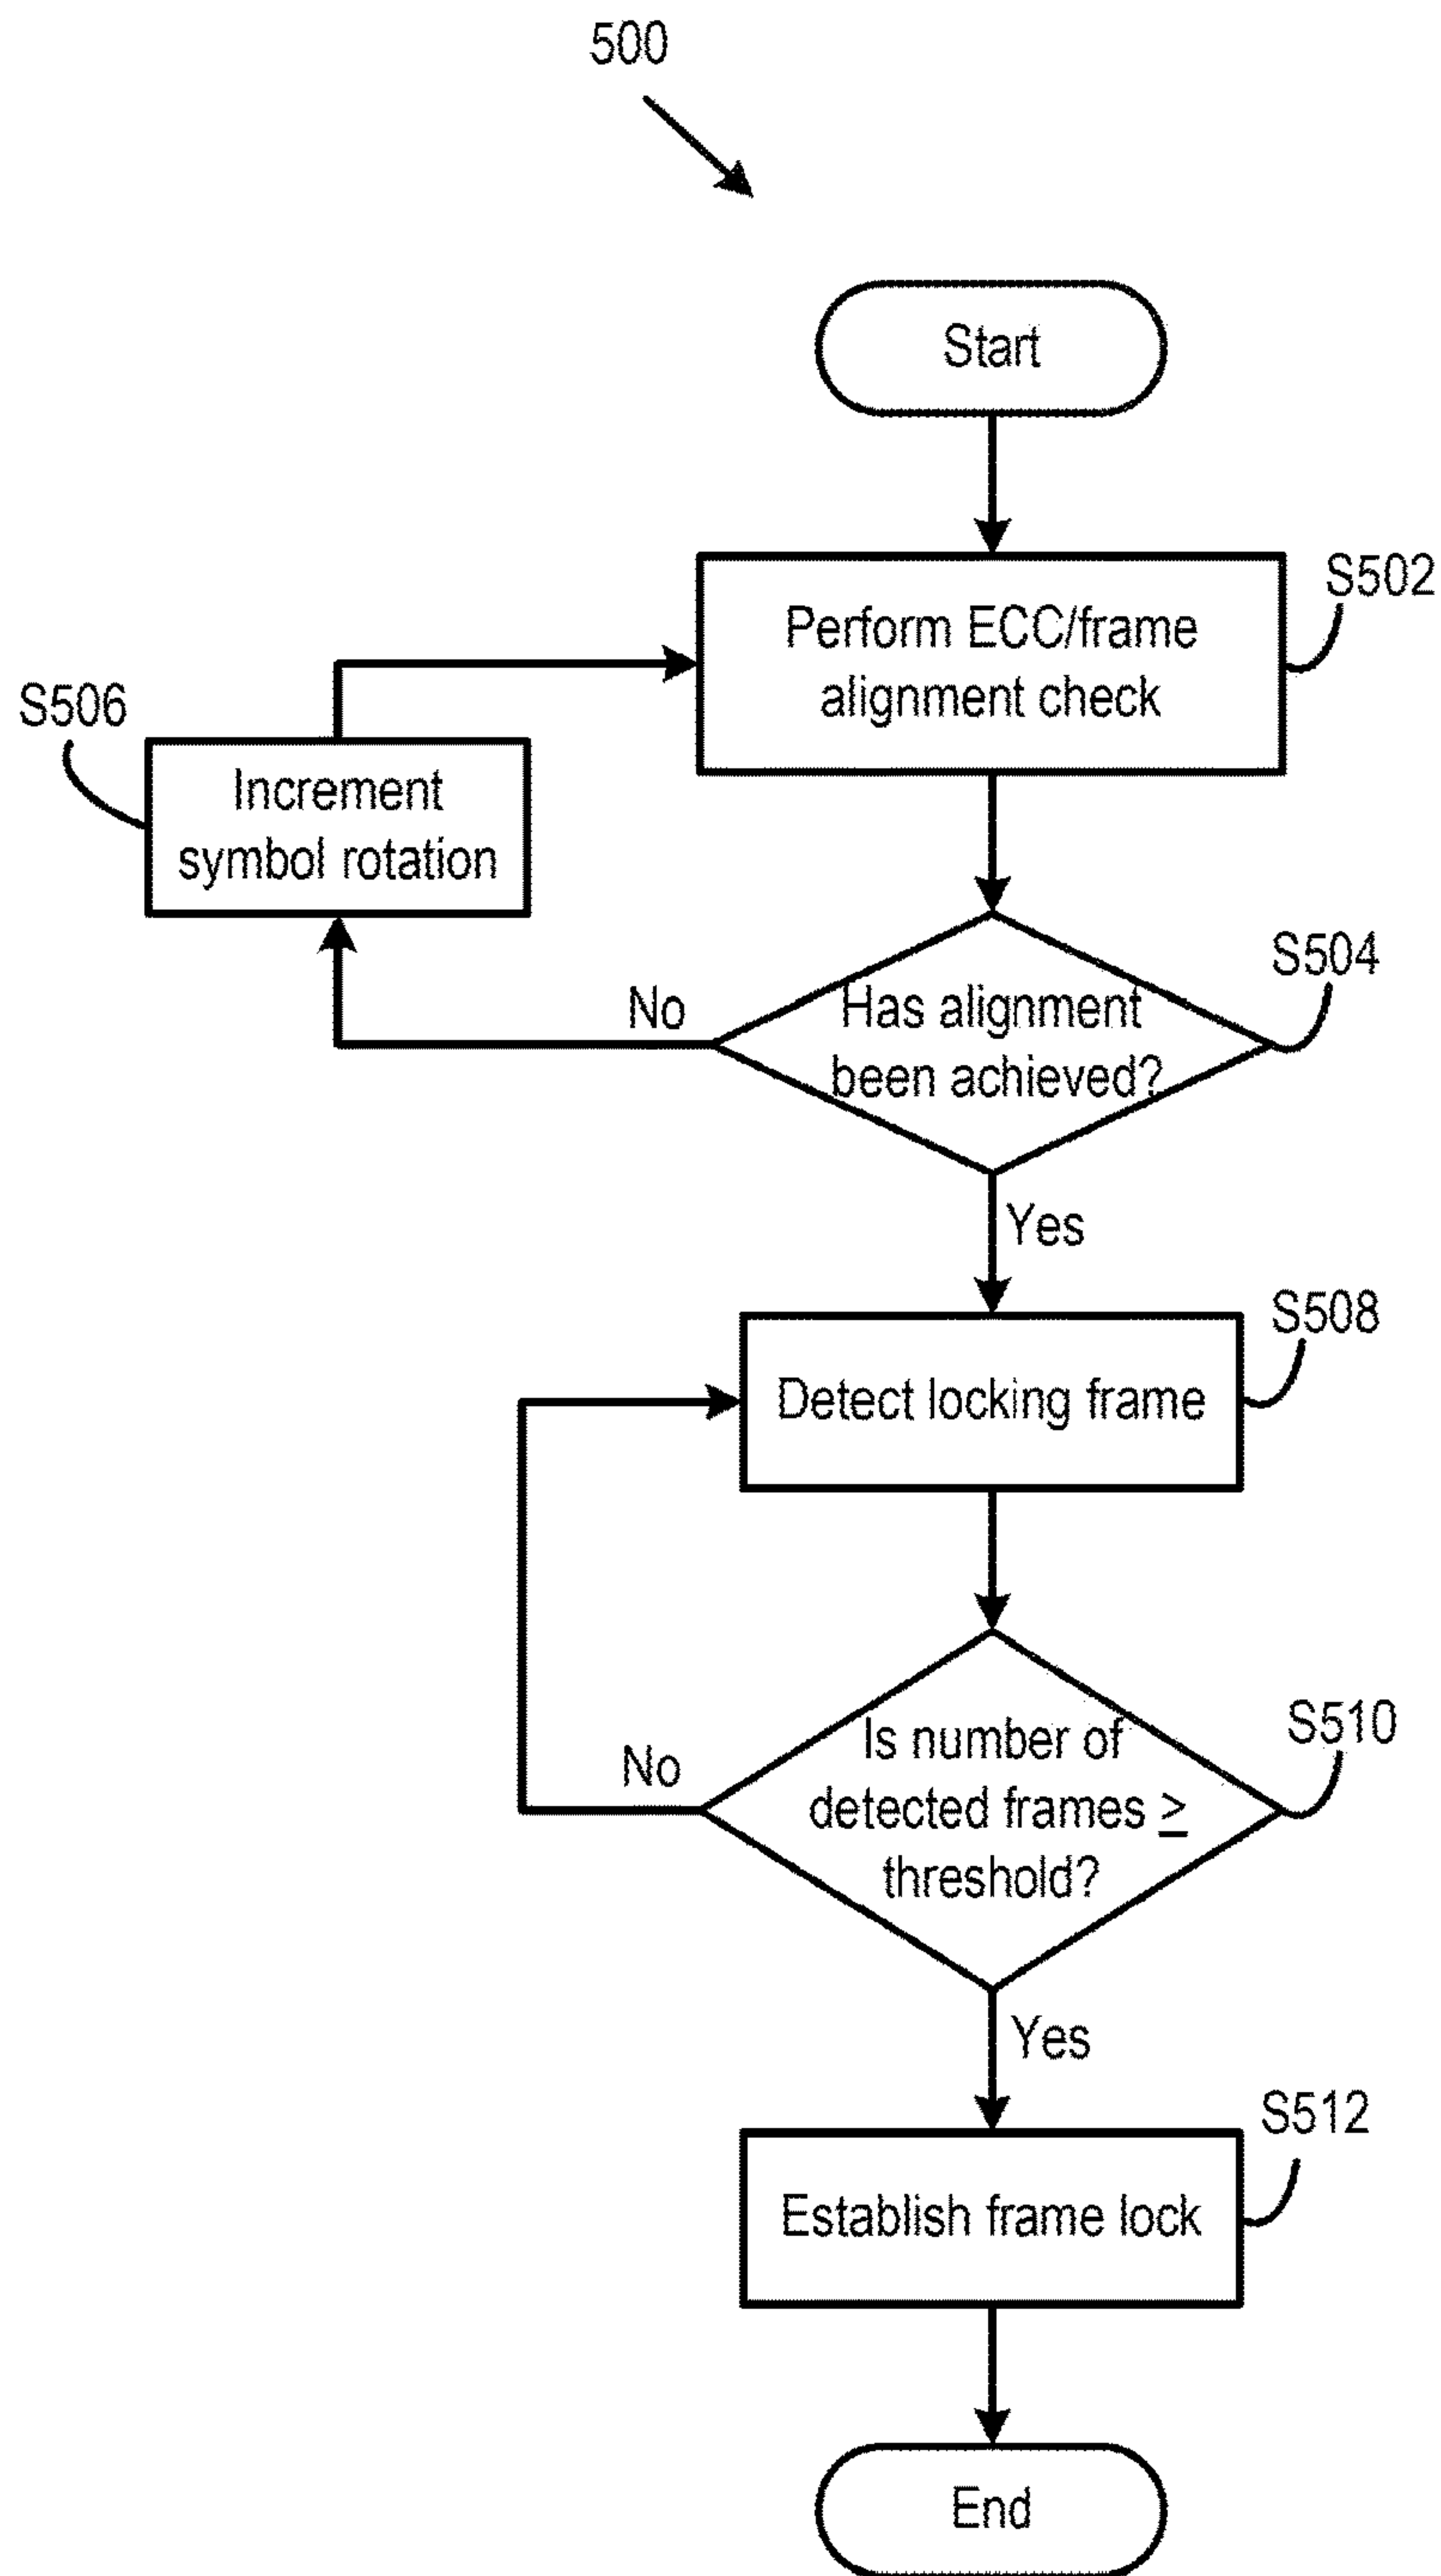 500
Start
S502
Perform ECC/frame
alignment check
S506
Increment
symbol rotation
S504
No
Has alignment
been achieved?
Yes
S508
Detect locking frame
S510
No
Is number of
detected frames ≥
threshold?
Yes
S512
Establish frame lock
End